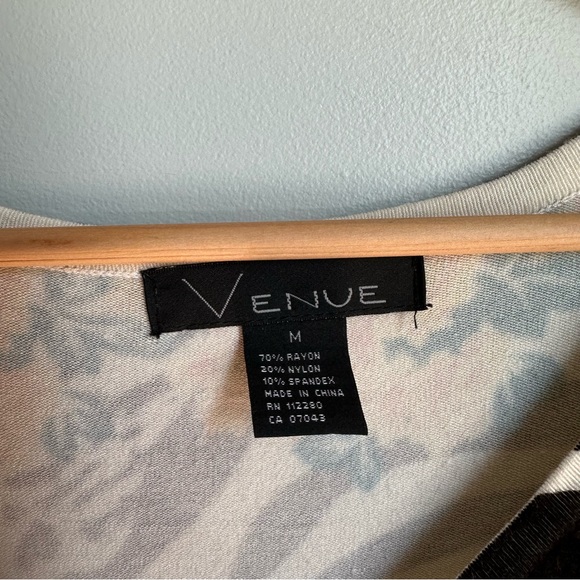 VENUE
M
70% RAYON
20% NYLON
10% SPANDEX
MADE IN CHINA
RN 112280
CA 07043